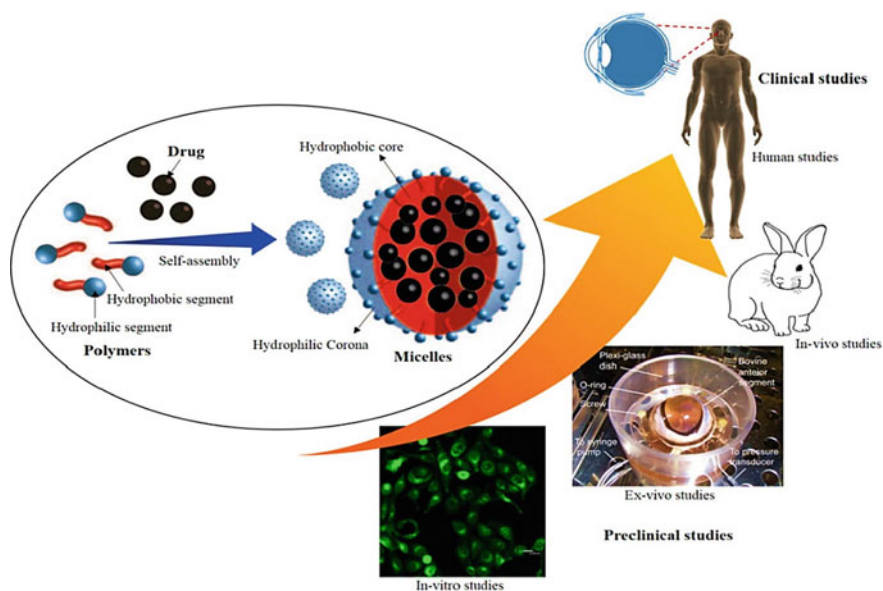 Drug
Self-assembly
Hydrophobic segment
Hydrophilic segment
Polymers
Hydrophobic core
Hydrophilic Corona
Micelles
Clinical studies
Human studies
In-vivo studies
Plexi-glass
dish
O-ring
Screw
To syringe
pump
Bovine
anteior
segment
To pressure
transducer
Ex-vivo studies
Preclinical studies
In-vitro studies